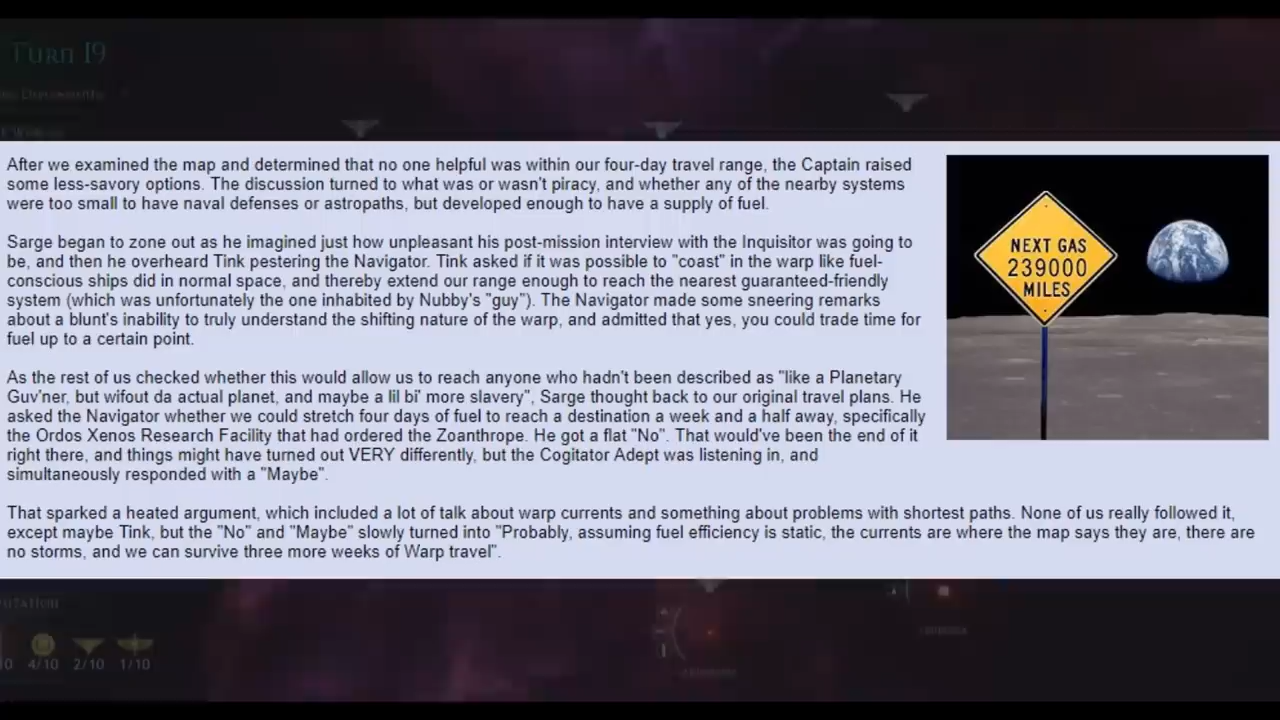 Turn 19
After we examined the map and determined that no one helpful was within our four-day travel range, the Captain raised
some less-savory options. The discussion turned to what was or wasn't piracy, and whether any of the nearby systems
were too small to have naval defenses or astropaths, but developed enough to have a supply of fuel.
Sarge began to zone out as he imagined just how unpleasant his post-mission interview with the Inquisitor was going to
be, and then he overheard Tink pestering the Navigator. Tink asked if it was possible to "coast" in the warp like fuel-
conscious ships did in normal space, and thereby extend our range enough to reach the nearest guaranteed-friendly
system (which was unfortunately the one inhabited by Nubby's "guy"). The Navigator made some sneering remarks
about a blunt's inability to truly understand the shifting nature of the warp, and admitted that yes, you could trade time for
fuel up to a certain point.
As the rest of us checked whether this would allow us to reach anyone who hadn't been described as "like a Planetary
Guv'ner, but wifout da actual planet, and maybe a lil bi' more slavery", Sarge thought back to our original travel plans. He
asked the Navigator whether we could stretch four days of fuel to reach a destination a week and a half away, specifically
the Ordos Xenos Research Facility that had ordered the Zoanthrope. He got a flat "No". That would've been the end of it
right there, and things might have turned out VERY differently, but the Cogitator Adept was listening in, and
simultaneously responded with a "Maybe".
That sparked a heated argument, which included a lot of talk about warp currents and something about problems with shortest paths. None of us really followed it,
except maybe Tink, but the "No" and "Maybe" slowly turned into "Probably, assuming fuel efficiency is static, the currents are where the map says they are, there are
no storms, and we can survive three more weeks of Warp travel".
NEXT GAS
239000
MILES
4/10 2/10 1/10